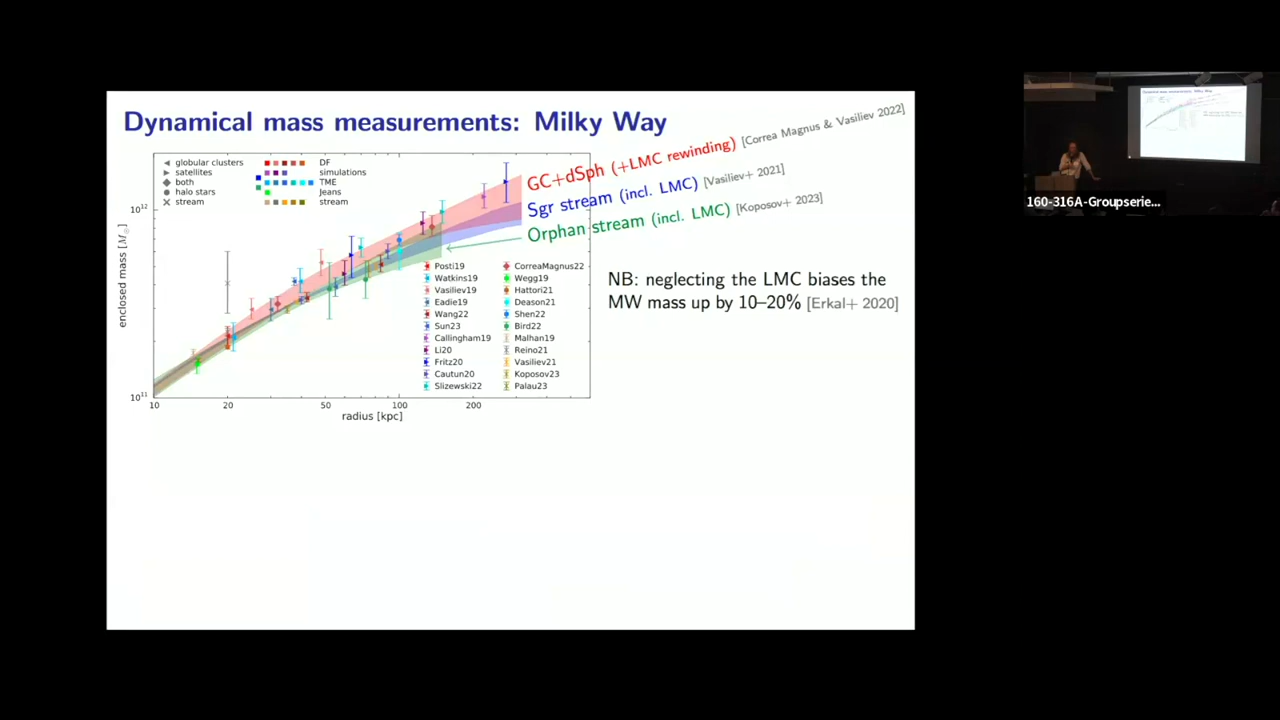 Dynamical mass measurements: Milky Way
globular clusters
satellites
both
halo stars
stream
DF
simulations
TME
Jeans
stream
GC+dSph (+LMC rewinding) [Correa Magnus & Vasiliev 2022]
Sgr stream (incl. LMC) [Vasiliev+ 2021]
Orphan stream (incl. LMC) [Koposov+ 2023]
NB: neglecting the LMC biases the
MW mass up by 10–20% [Erkal+ 2020]
enclosed mass [M⊙]
10¹²
10¹¹
Posti19
Watkins19
Vasiliev19
Eadie19
Wang22
Sun23
Callingham19
Li20
Fritz20
Cautun20
Slizewski22
CorreaMagnus22
Wegg19
Hattori21
Deason21
Shen22
Bird22
Malhan19
Reino21
Vasiliev21
Koposov23
Palau23
10 20 50 100 200
radius [kpc]
160-316A-Groupserie...